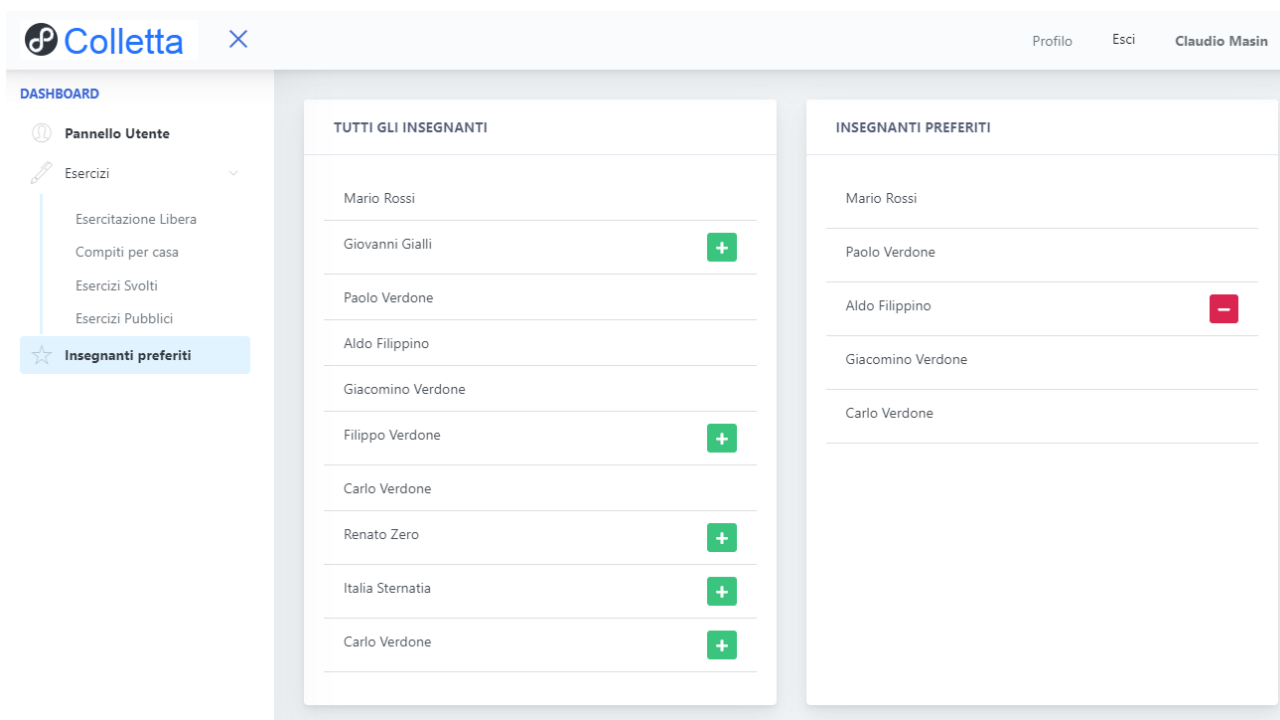 Colletta
Profilo
Esci
Claudio Masin
DASHBOARD
Pannello Utente
Esercizi
Esercitazione Libera
Compiti per casa
Esercizi Svolti
Esercizi Pubblici
Insegnanti preferiti
TUTTI GLI INSEGNANTI
Mario Rossi
Giovanni Gialli
Paolo Verdone
Aldo Filippino
Giacomino Verdone
Filippo Verdone
Carlo Verdone
Renato Zero
Italia Sternatia
Carlo Verdone
INSEGNANTI PREFERITI
Mario Rossi
Paolo Verdone
Aldo Filippino
Giacomino Verdone
Carlo Verdone